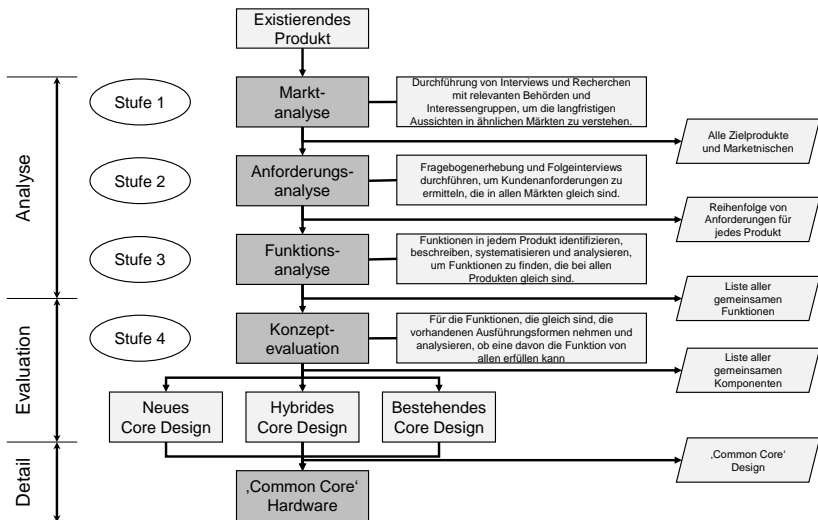 Existierendes
Produkt
Analyse
Stufe 1
Markt-
analyse
Durchführung von Interviews und Recherchen
mit relevanten Behörden und
Interessengruppen, um die langfristigen
Aussichten in ähnlichen Märkten zu verstehen.
Alle Zielprodukte
und Marketnischen
Stufe 2
Anforderungs-
analyse
Fragebogenerhebung und Folgeinterviews
durchführen, um Kundenanforderungen zu
ermitteln, die in allen Märkten gleich sind.
Reihenfolge von
Anforderungen für
jedes Produkt
Stufe 3
Funktions-
analyse
Funktionen in jedem Produkt identifizieren,
beschreiben, systematisieren und analysieren,
um Funktionen zu finden, die bei allen
Produkten gleich sind.
Liste aller
gemeinsamen
Funktionen
Evaluation
Stufe 4
Konzept-
evaluation
Für die Funktionen, die gleich sind, die
vorhandenen Ausführungsformen nehmen und
analysieren, ob eine davon die Funktion von
allen erfüllen kann
Liste aller
gemeinsamen
Komponenten
Neues
Core Design
Hybrides
Core Design
Bestehendes
Core Design
Detail
‚Common Core‘
Design
‚Common Core‘
Hardware